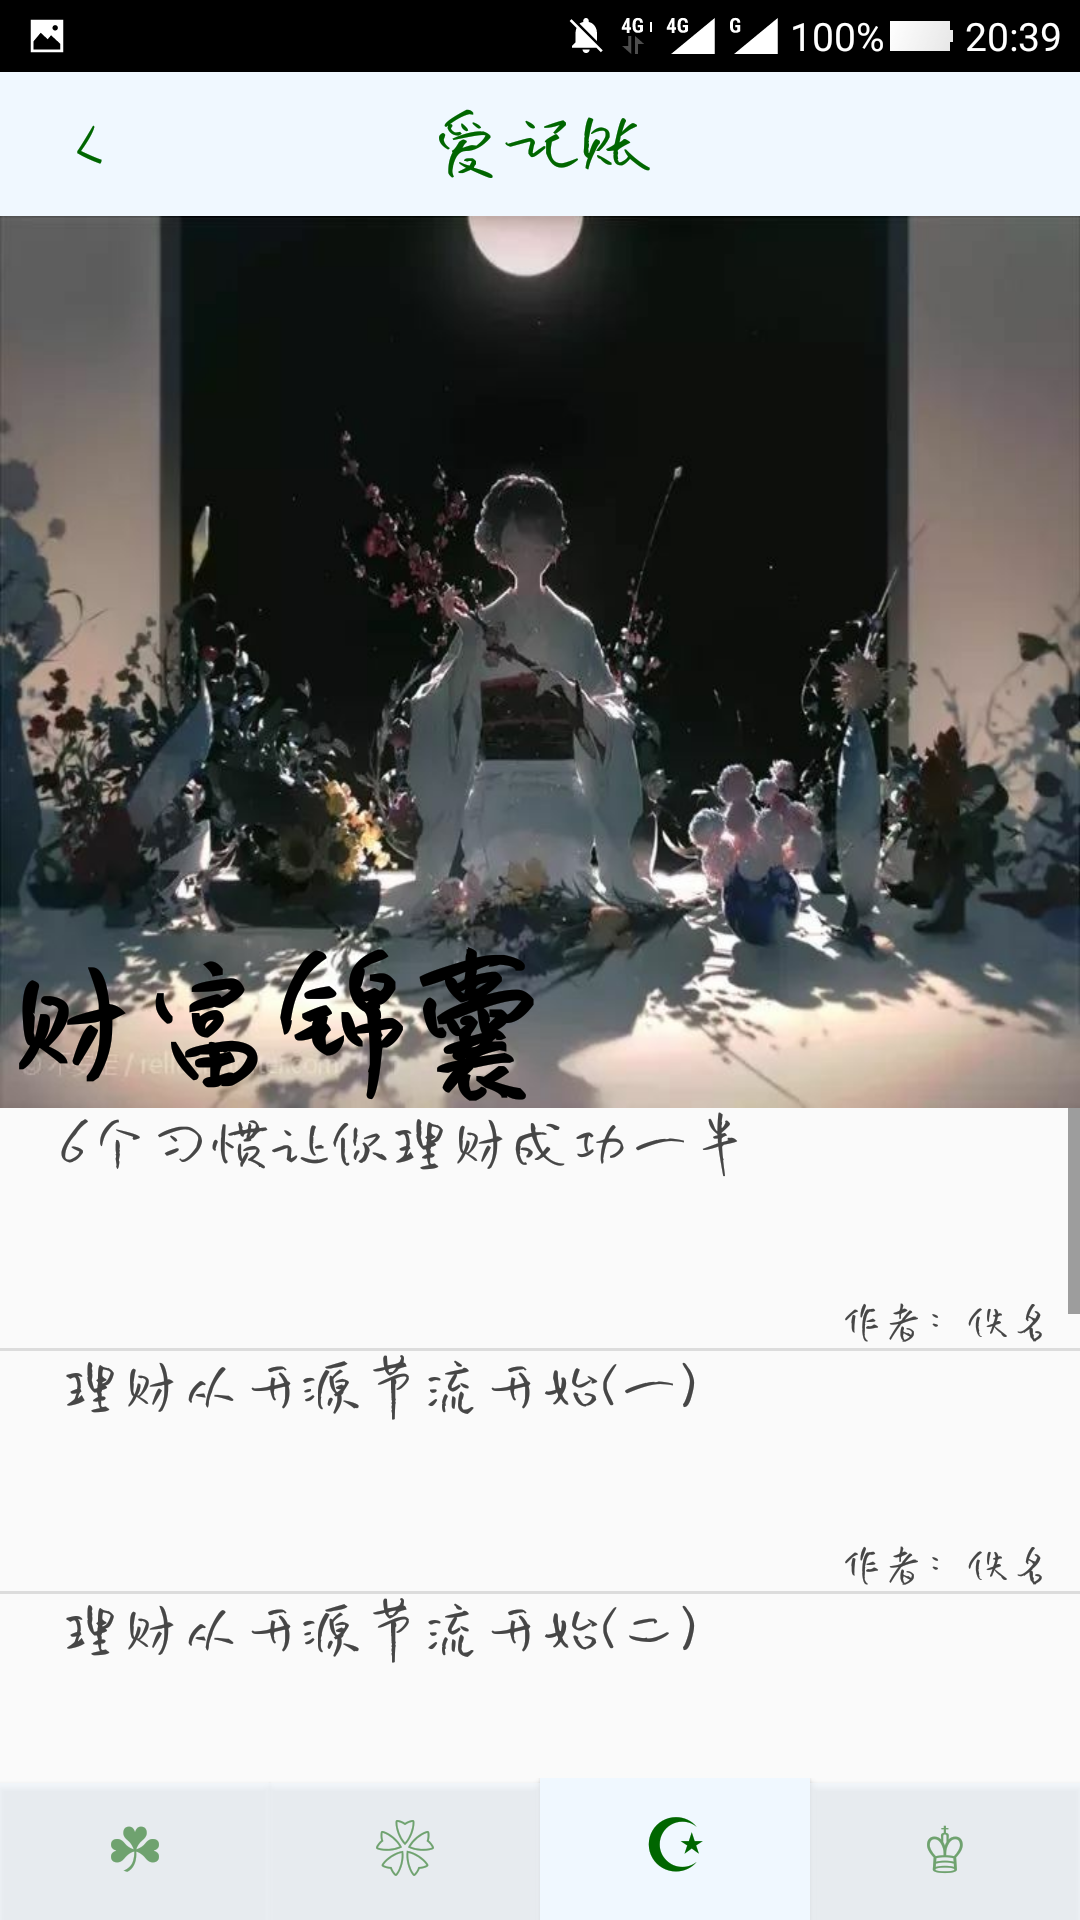 4G 4G G 100% 20:39
爱记账
财富锦囊
6个习惯让你理财成功一半
作者：佚名
理财从开源节流开始(一)
作者：佚名
理财从开源节流开始(二)